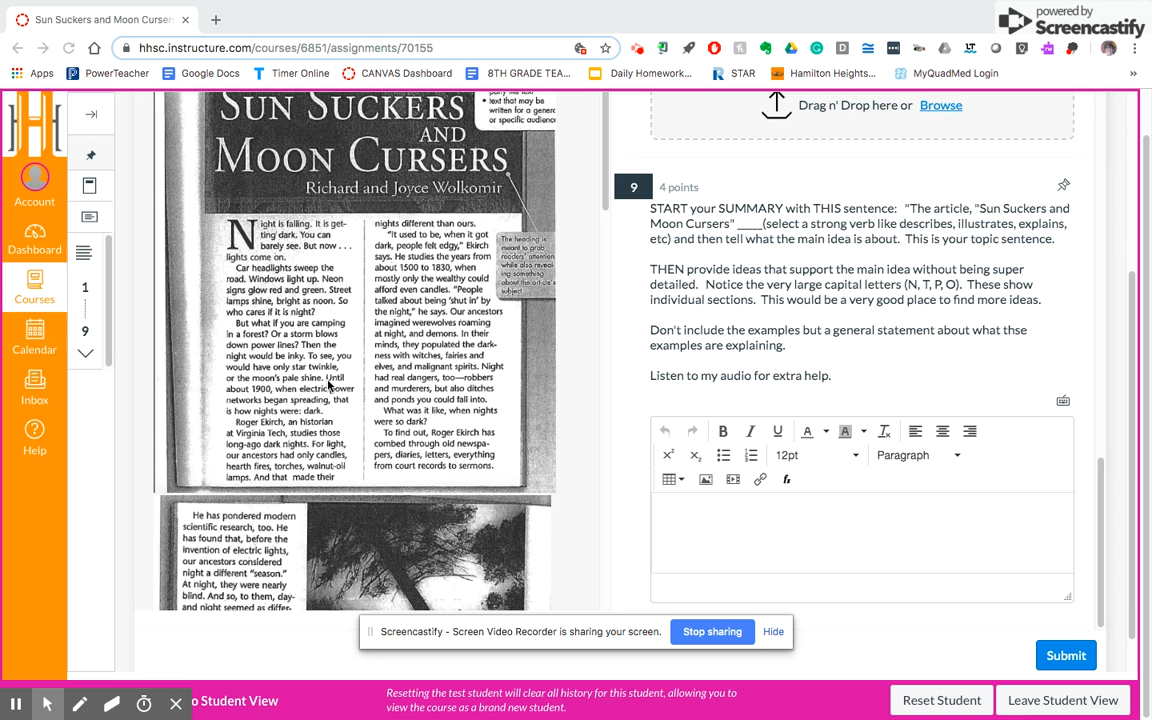 Sun Suckers and Moon Curser
powered by
Screencastify
hhsc.instructure.com/courses/6851/assignments/70155
Apps
PowerTeacher
Google Docs
Timer Online
CANVAS Dashboard
8TH GRADE TEA...
Daily Homework...
STAR
Hamilton Heights...
MyQuadMed Login
Account
Dashboard
Courses
Calendar
Inbox
Help
1
9
SUN SUCKERS
AND
MOON CURSERS
Richard and Joyce Wolkomir
• text that may be
written for a genera
or specific audience
Night is falling. It is get-
ting dark. You can
barely see. But now . . .
lights come on.
Car headlights sweep the
road. Windows light up. Neon
signs glow red and green. Street
lamps shine, bright as noon. So
who cares if it is night?
But what if you are camping
in a forest? Or a storm blows
down power lines? Then the
night would be inky. To see, you
would have only star twinkle,
or the moon's pale shine. Until
about 1900, when electric power
networks began spreading, that
is how nights were: dark.
Roger Ekirch, an historian
at Virginia Tech, studies those
long-ago dark nights. For light,
our ancestors had only candles,
hearth fires, torches, walnut-oil
lamps. And that made their
nights different than ours.
"It used to be, when it got
dark, people felt edgy," Ekirch
says. He studies the years from
about 1500 to 1830, when
mostly only the wealthy could
afford even candles. "People
talked about being 'shut in' by
the night," he says. Our ancestors
imagined werewolves roaming
at night, and demons. In their
minds, they populated the dark-
ness with witches, fairies and
elves, and malignant spirits. Night
had real dangers, too—robbers
and murderers, but also ditches
and ponds you could fall into.
What was it like, when nights
were so dark?
To find out, Roger Ekirch has
combed through old newspa-
pers, diaries, letters, everything
from court records to sermons.
The heading is
meant to grab
readers' attention
while also reveal-
ing something
about the article's
subject.
He has pondered modern
scientific research, too. He
has found that, before the
invention of electric lights,
our ancestors considered
night a different "season."
At night, they were nearly
blind. And so, to them, day-
and night seemed as differ-
Drag n' Drop here or Browse
9
4 points
START your SUMMARY with THIS sentence: "The article, "Sun Suckers and
Moon Cursers" ____(select a strong verb like describes, illustrates, explains,
etc) and then tell what the main idea is about. This is your topic sentence.
THEN provide ideas that support the main idea without being super
detailed. Notice the very large capital letters (N, T, P, O). These show
individual sections. This would be a very good place to find more ideas.
Don't include the examples but a general statement about what thse
examples are explaining.
Listen to my audio for extra help.
12pt
Paragraph
Screencastify - Screen Video Recorder is sharing your screen.
Stop sharing
Hide
Submit
o Student View
Resetting the test student will clear all history for this student, allowing you to
view the course as a brand new student.
Reset Student
Leave Student View